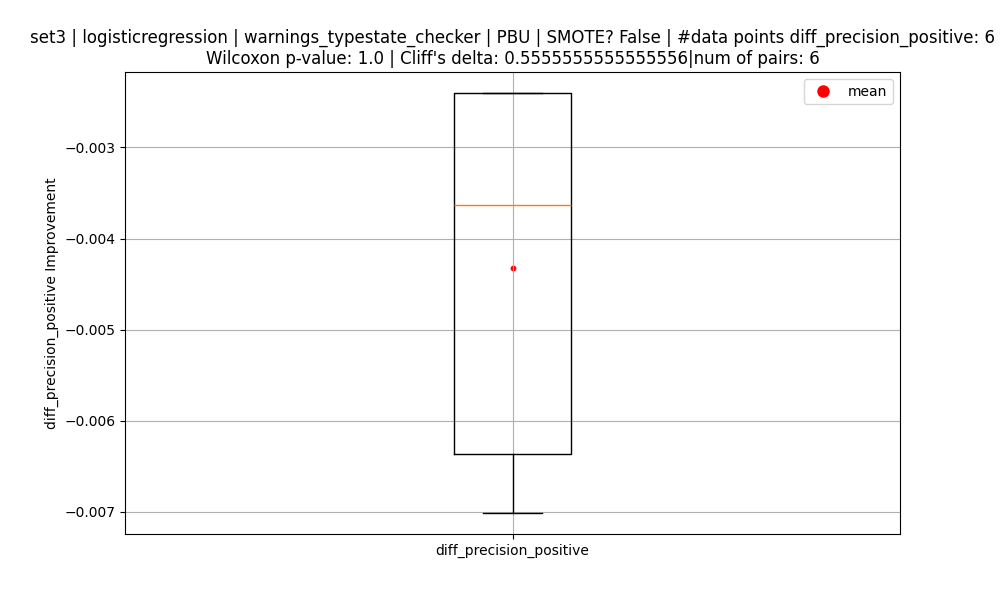 set3 | logisticregression | warnings_typestate_checker | PBU | SMOTE? False | #data points diff_precision_positive: 6
Wilcoxon p-value: 1.0 | Cliff's delta: 0.5555555555555556|num of pairs: 6
mean
−0.003
−0.004
−0.005
−0.006
−0.007
diff_precision_positive Improvement
diff_precision_positive